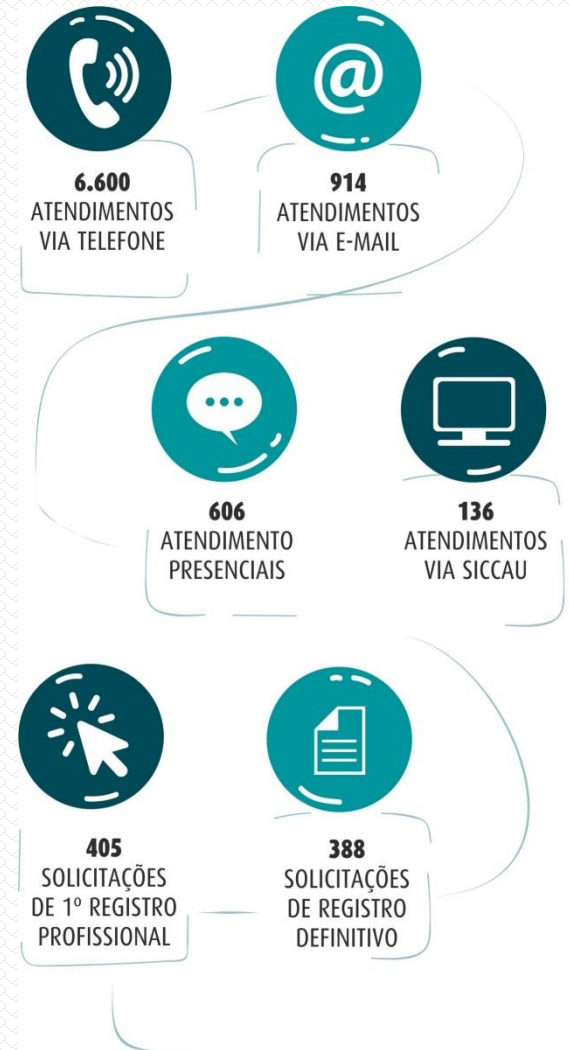 6.600
ATENDIMENTOS
VIA TELEFONE
914
ATENDIMENTOS
VIA E-MAIL
606
ATENDIMENTO
PRESENCIAIS
136
ATENDIMENTOS
VIA SICCAU
405
SOLICITAÇÕES
DE 1º REGISTRO
PROFISSIONAL
388
SOLICITAÇÕES
DE REGISTRO
DEFINITIVO